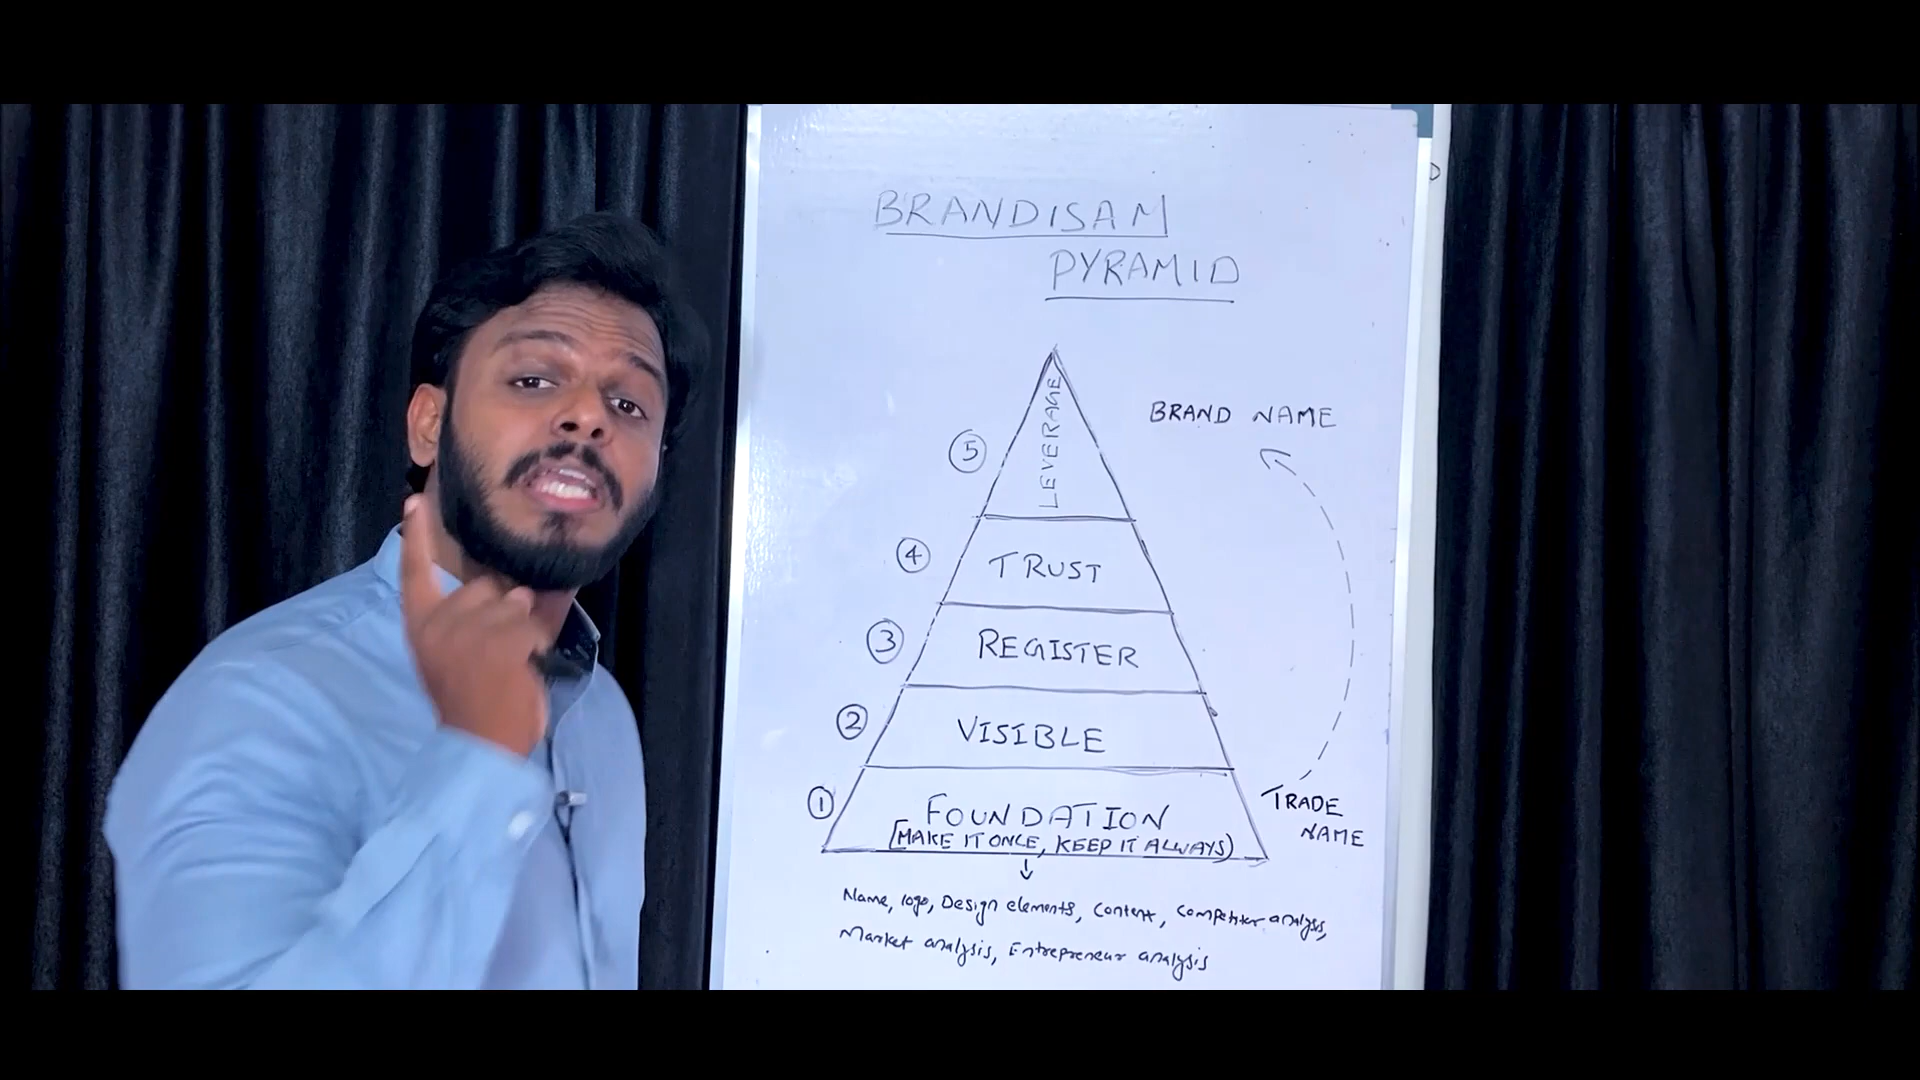 BRANDISAM
PYRAMID
BRAND NAME
5 LEVERAGE
4 TRUST
3 REGISTER
2 VISIBLE
1 FOUNDATION
[MAKE IT ONCE, KEEP IT ALWAYS)
TRADE
NAME
↓
Name, logo, Design elements, Content, Competitor analysis,
Market analysis, Entrepreneur analysis